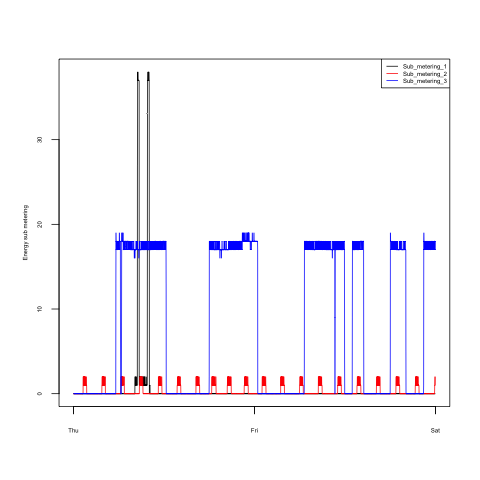 Sub_metering_1
Sub_metering_2
Sub_metering_3
Energy sub metering
30
20
10
0
Thu
Fri
Sat